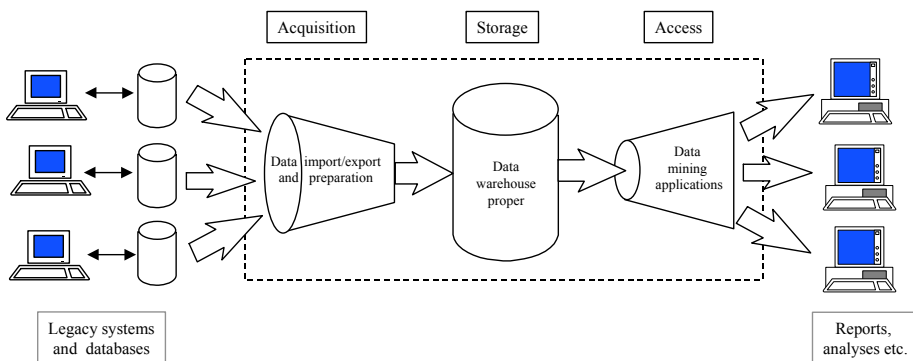 Acquisition
Storage
Access
Data import/export
and preparation
Data
warehouse
proper
Data
mining
applications
Legacy systems
and databases
Reports,
analyses etc.